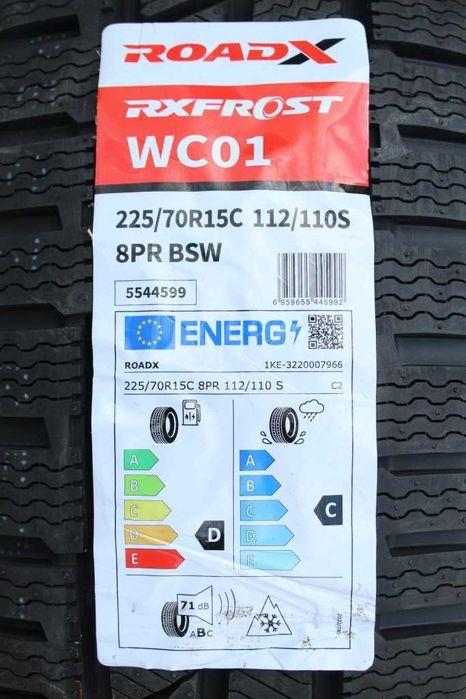 ROADX
RXFROST
WC01
225/70R15C 112/110S
8PR BSW
5544599
6 959655 445992
ENERG
ROADX 1KE-3220007966
225/70R15C 8PR 112/110 S C2
A A
B B
C C C
D D D
E E
71 dB
ABC